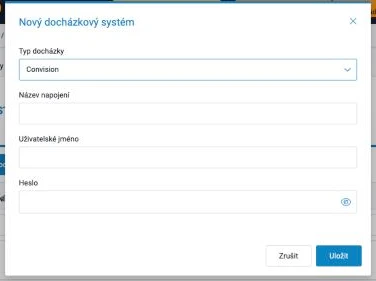 Nový docházkový systém
Typ docházky
Convision
Název napojení
Uživatelské jméno
Heslo
Zrušit
Uložit